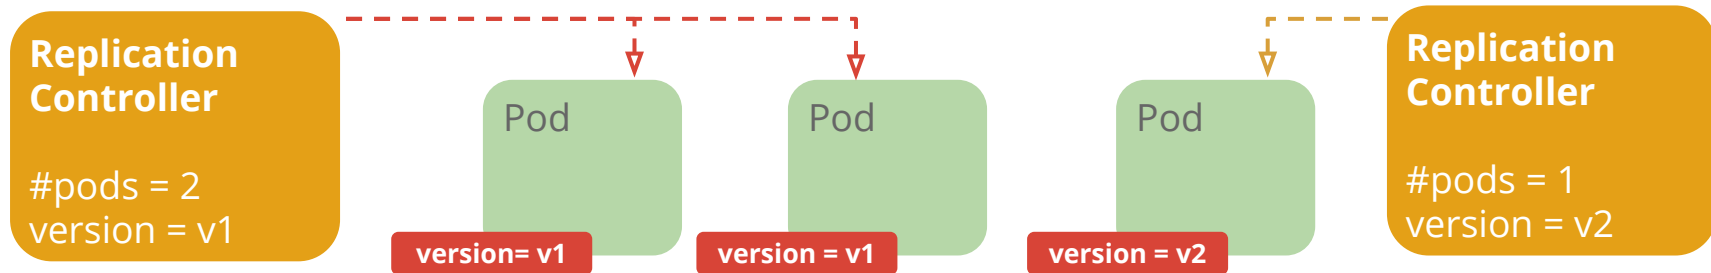 Replication
Controller
#pods = 2
version = v1
Pod
version= v1
Pod
version = v1
Pod
version = v2
Replication
Controller
#pods = 1
version = v2